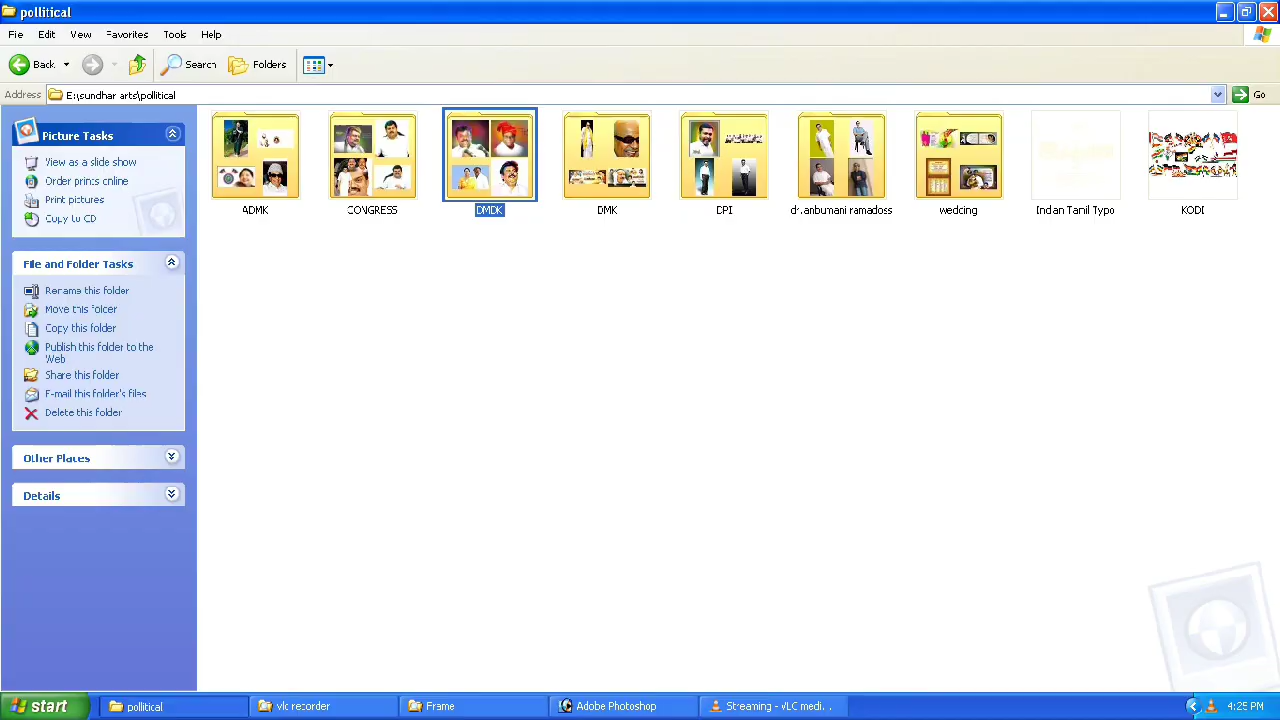 pollitical
File Edit View Favorites Tools Help
Back Search Folders
Address E:\sundhar arts\pollitical Go
Picture Tasks
View as a slide show
Order prints online
Print pictures
Copy to CD
File and Folder Tasks
Rename this folder
Move this folder
Copy this folder
Publish this folder to the
Web
Share this folder
E-mail this folder's files
Delete this folder
Other Places
Details
ADMK CONGRESS DMDK DMK DPI dr.anbumani ramadoss wedding Indian Tamil Typo KODI
start pollitical vlc recorder Frame Adobe Photoshop Streaming - VLC medi... 4:25 PM